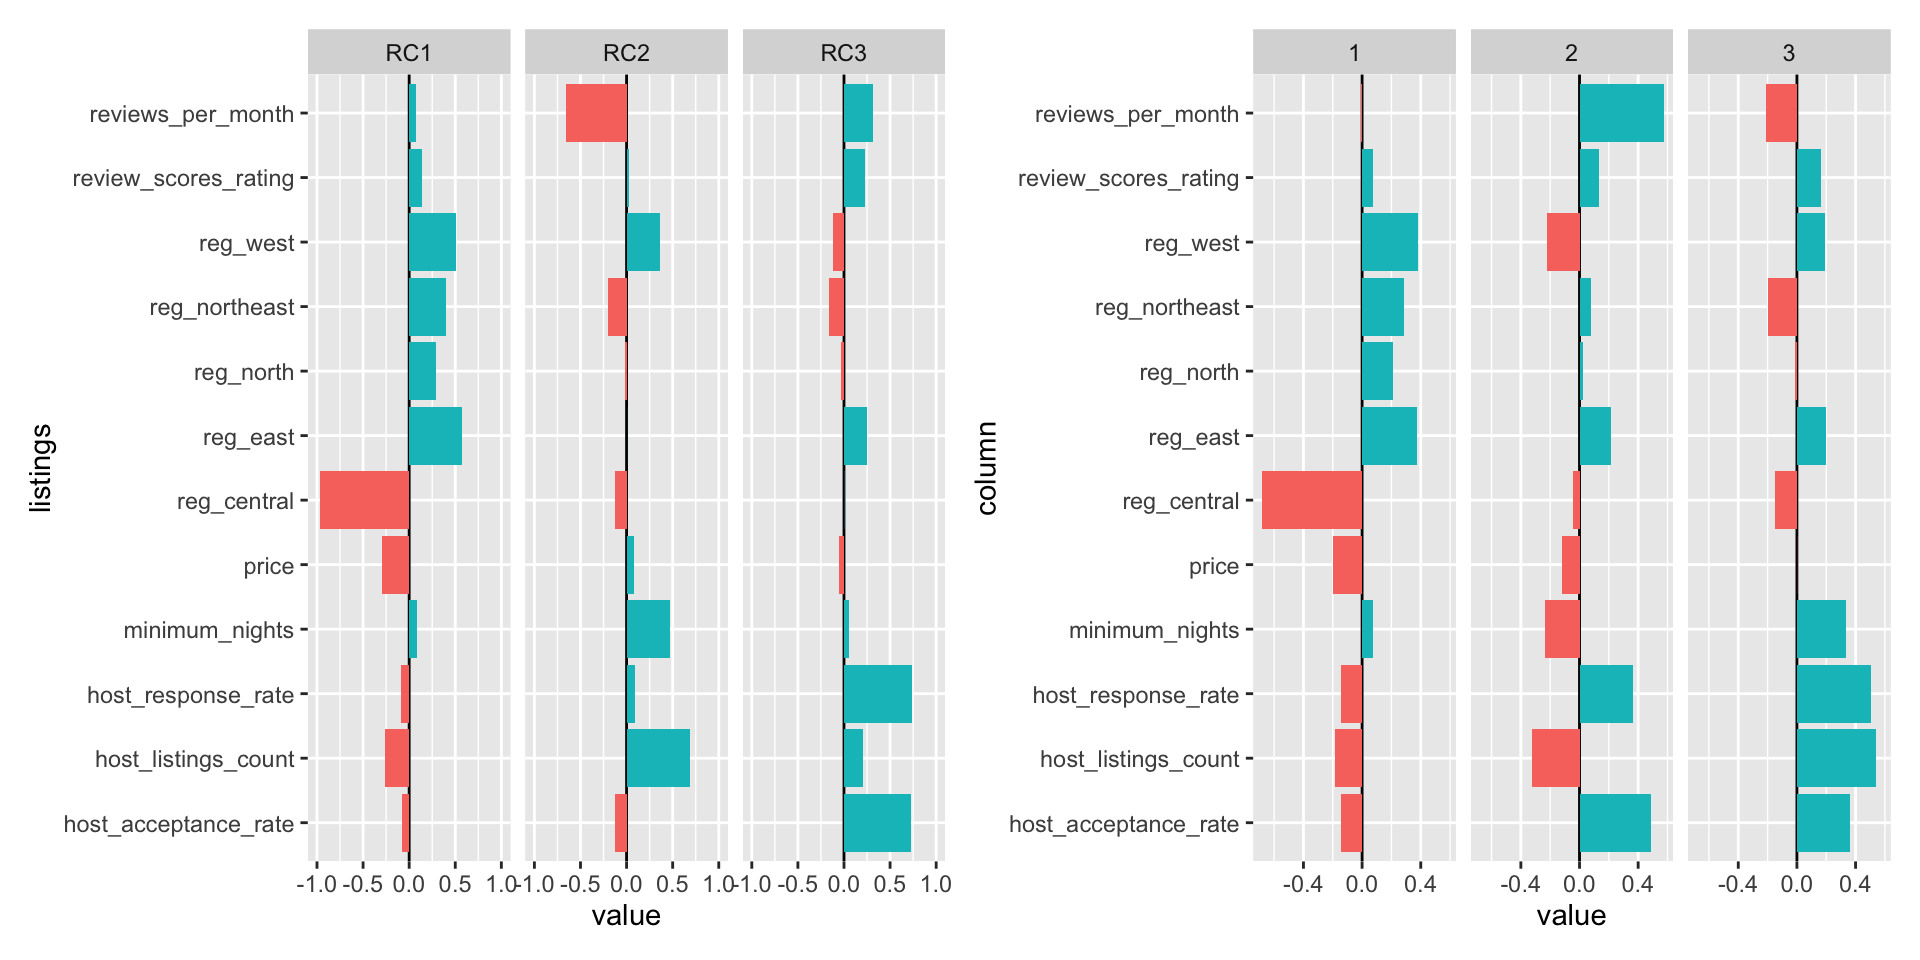 RC1 RC2 RC3
reviews_per_month
review_scores_rating
reg_west
reg_northeast
reg_north
reg_east
reg_central
price
minimum_nights
host_response_rate
host_listings_count
host_acceptance_rate
listings
-1.0 -0.5 0.0 0.5 1.0 -1.0 -0.5 0.0 0.5 1.0 -1.0 -0.5 0.0 0.5 1.0
value
1 2 3
reviews_per_month
review_scores_rating
reg_west
reg_northeast
reg_north
reg_east
reg_central
price
minimum_nights
host_response_rate
host_listings_count
host_acceptance_rate
column
-0.4 0.0 0.4 -0.4 0.0 0.4 -0.4 0.0 0.4
value